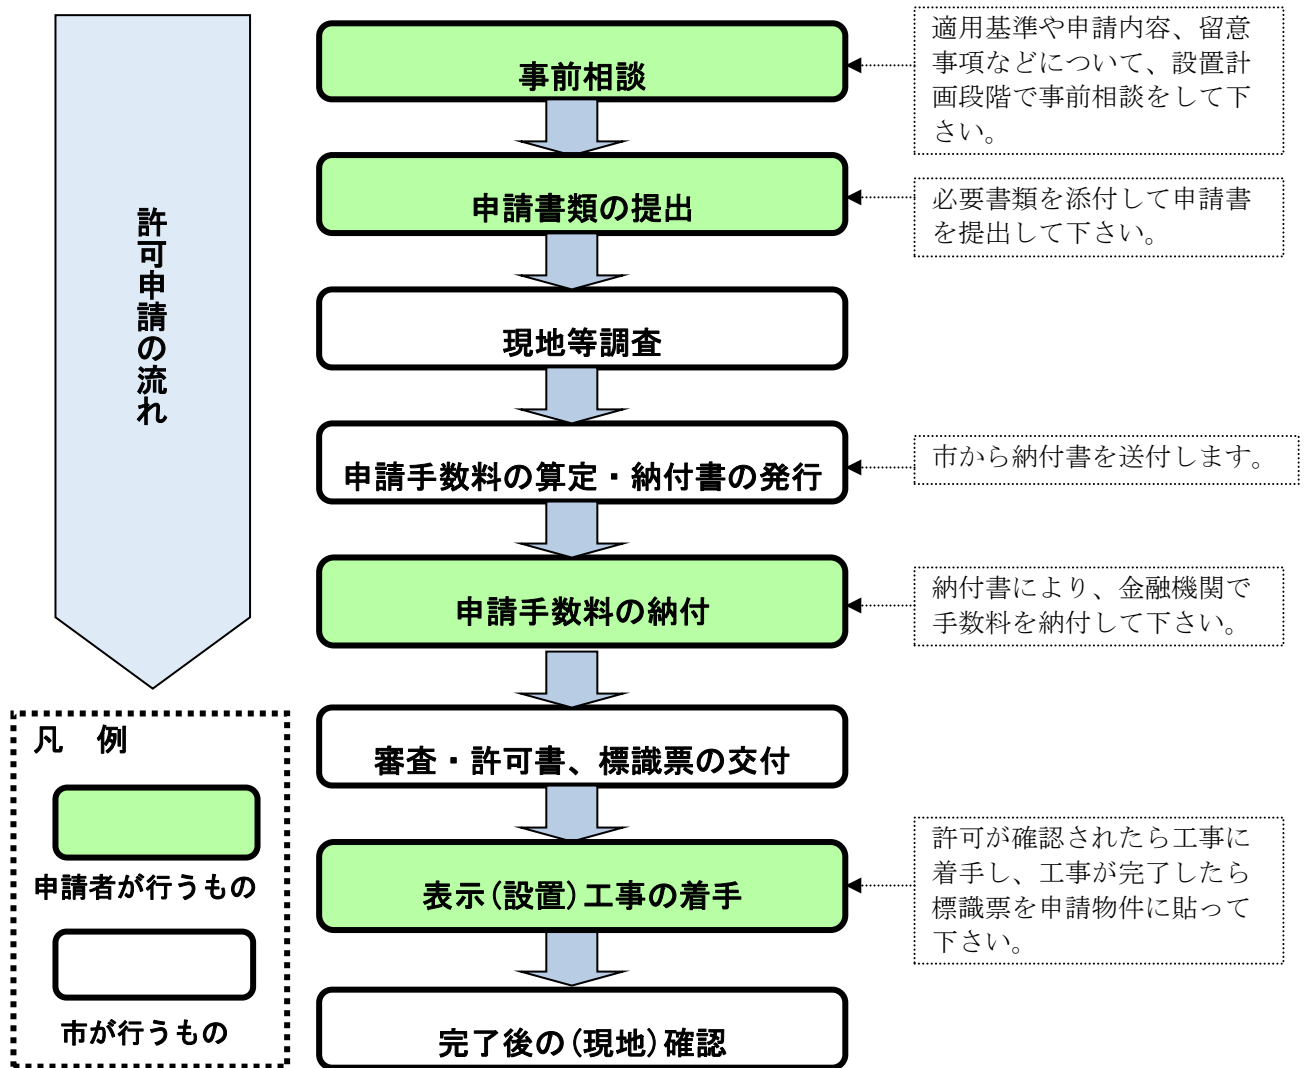 許可申請の流れ
事前相談
適用基準や申請内容、留意
事項などについて、設置計
画段階で事前相談をして下
さい。
申請書類の提出
必要書類を添付して申請書
を提出して下さい。
現地等調査
申請手数料の算定・納付書の発行
市から納付書を送付します。
申請手数料の納付
納付書により、金融機関で
手数料を納付して下さい。
審査・許可書、標識票の交付
表示(設置)工事の着手
許可が確認されたら工事に
着手し、工事が完了したら
標識票を申請物件に貼って
下さい。
完了後の(現地)確認
凡 例
申請者が行うもの
市が行うもの